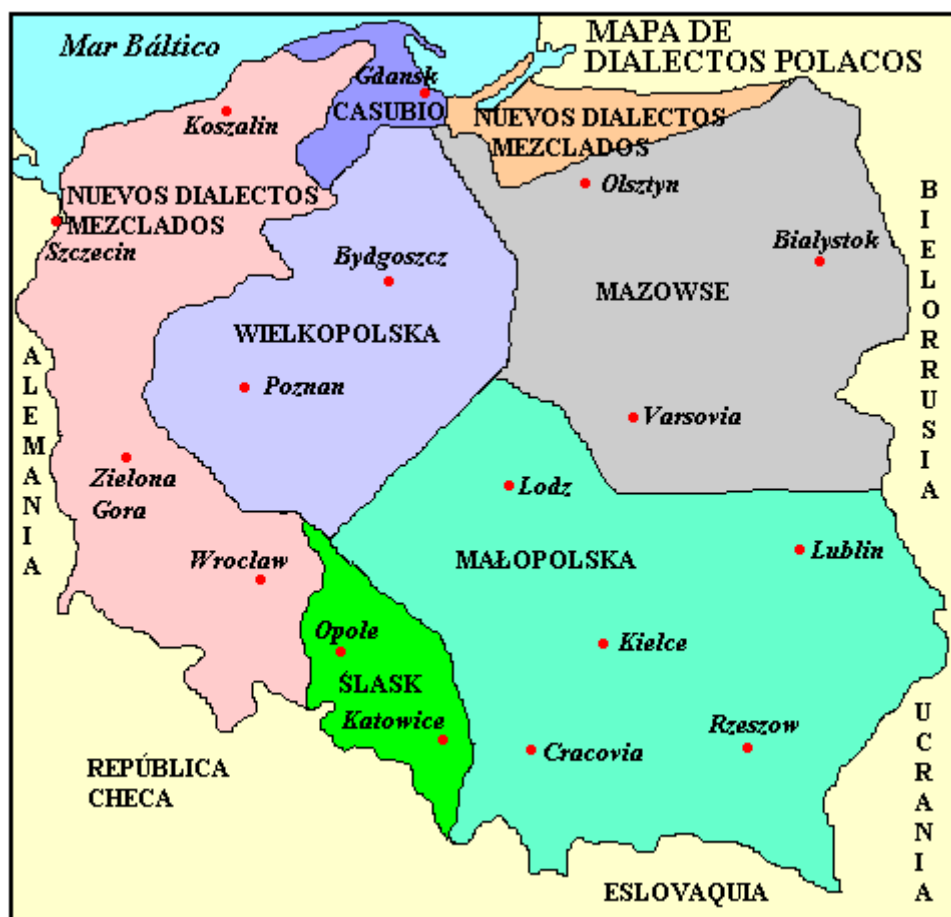 Mar Báltico
MAPA DE
DIALECTOS POLACOS
Gdansk
CASUBIO
Koszalin
NUEVOS DIALECTOS
MEZCLADOS
Olsztyn
NUEVOS DIALECTOS
MEZCLADOS
Szczecin
Bydgoszcz
Bialystok
BIELORRUSIA
MAZOWSE
WIELKOPOLSKA
ALEMANIA
Poznan
Varsovia
Zielona
Gora
Lodz
Wroclaw
MAŁOPOLSKA
Lublin
Opole
Kielce
ŚLASK
Katowice
Cracovia
Rzeszow
UCRANIA
REPÚBLICA
CHECA
ESLOVAQUIA